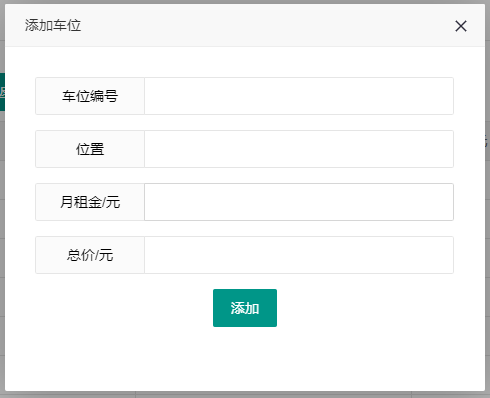 添加车位
车位编号
位置
月租金/元
总价/元
添加